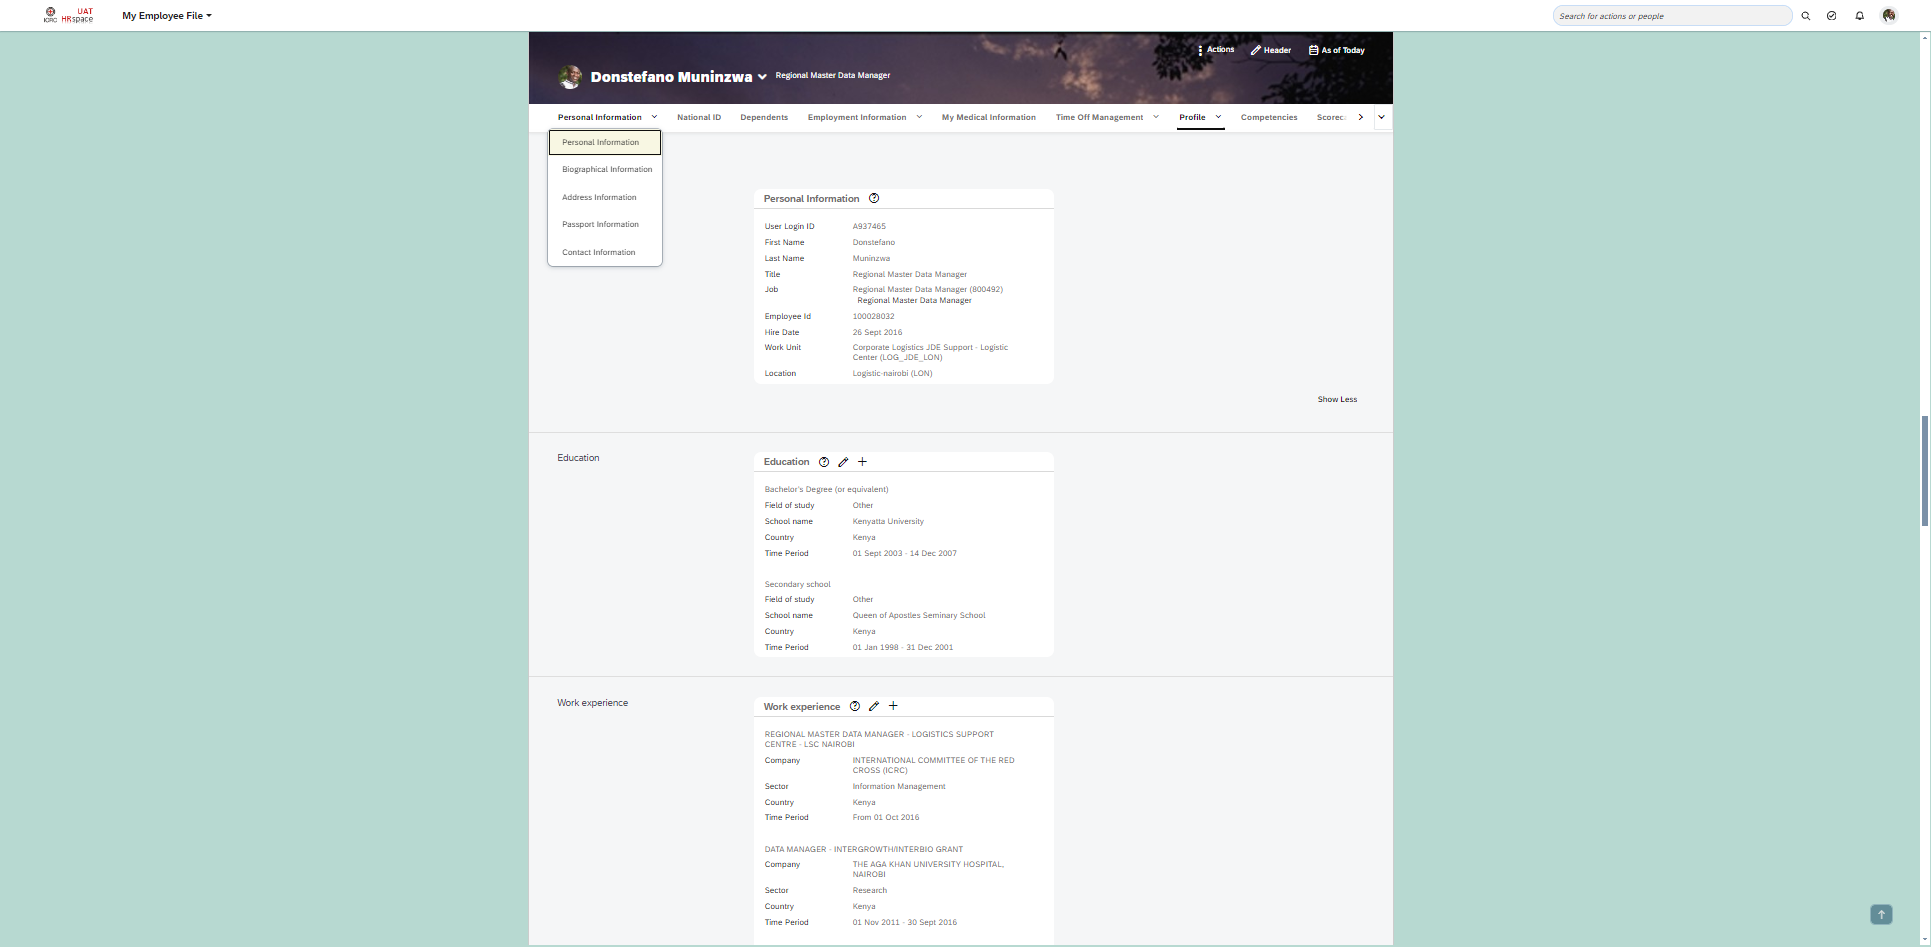 UAT
ICRC HRspace
My Employee File
Search for actions or people
Actions
Header
As of Today
Donstefano Muninzwa
Regional Master Data Manager
Personal Information
National ID
Dependents
Employment Information
My Medical Information
Time Off Management
Profile
Competencies
Scorec
Personal Information
Biographical Information
Address Information
Passport Information
Contact Information
Personal Information
User Login ID A937465
First Name Donstefano
Last Name Muninzwa
Title Regional Master Data Manager
Job Regional Master Data Manager (800492)
Regional Master Data Manager
Employee Id 100028032
Hire Date 26 Sept 2016
Work Unit Corporate Logistics JDE Support - Logistic
Center (LOG_JDE_LON)
Location Logistic-nairobi (LON)
Show Less
Education
Education
Bachelor's Degree (or equivalent)
Field of study Other
School name Kenyatta University
Country Kenya
Time Period 01 Sept 2003 - 14 Dec 2007
Secondary school
Field of study Other
School name Queen of Apostles Seminary School
Country Kenya
Time Period 01 Jan 1998 - 31 Dec 2001
Work experience
Work experience
REGIONAL MASTER DATA MANAGER - LOGISTICS SUPPORT
CENTRE - LSC NAIROBI
Company INTERNATIONAL COMMITTEE OF THE RED
CROSS (ICRC)
Sector Information Management
Country Kenya
Time Period From 01 Oct 2016
DATA MANAGER - INTERGROWTH/INTERBIO GRANT
Company THE AGA KHAN UNIVERSITY HOSPITAL,
NAIROBI
Sector Research
Country Kenya
Time Period 01 Nov 2011 - 30 Sept 2016